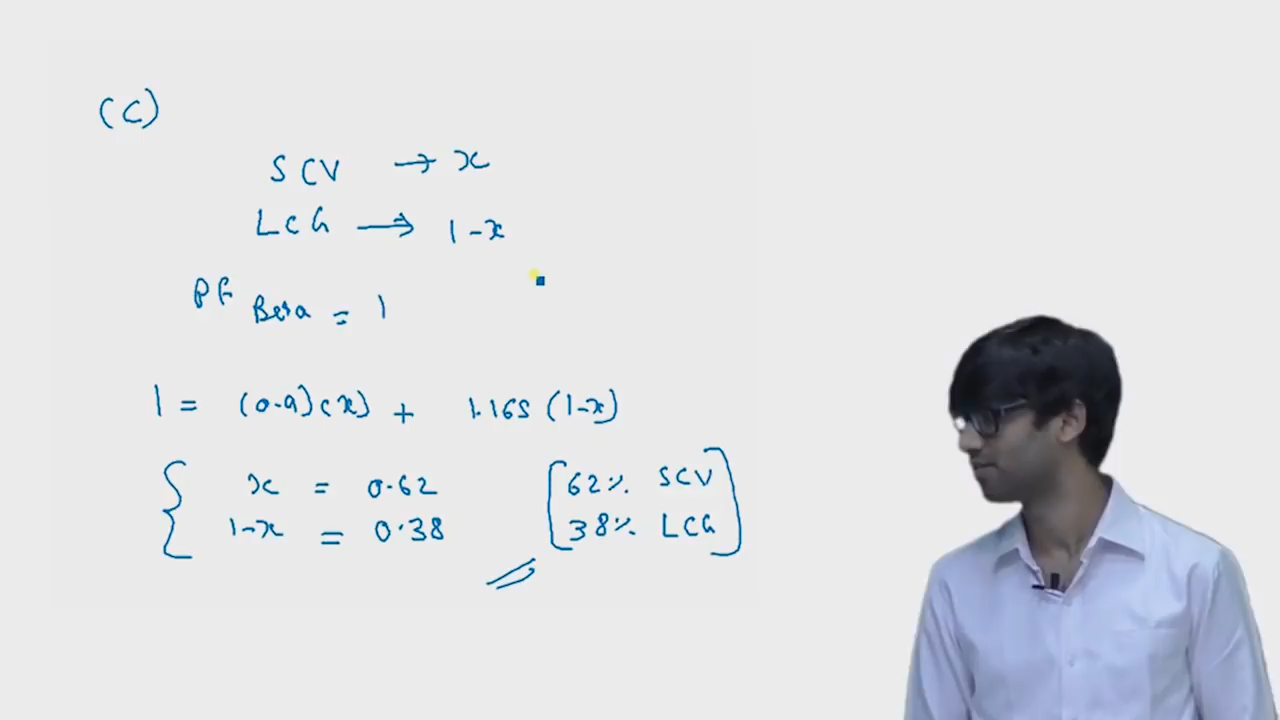 (C)
SCV → x
LCG → 1-x
PF Beta = 1
1 = (0.9)(x) + 1.165 (1-x)
x = 0.62
1-x = 0.38
62% SCV
38% LCG